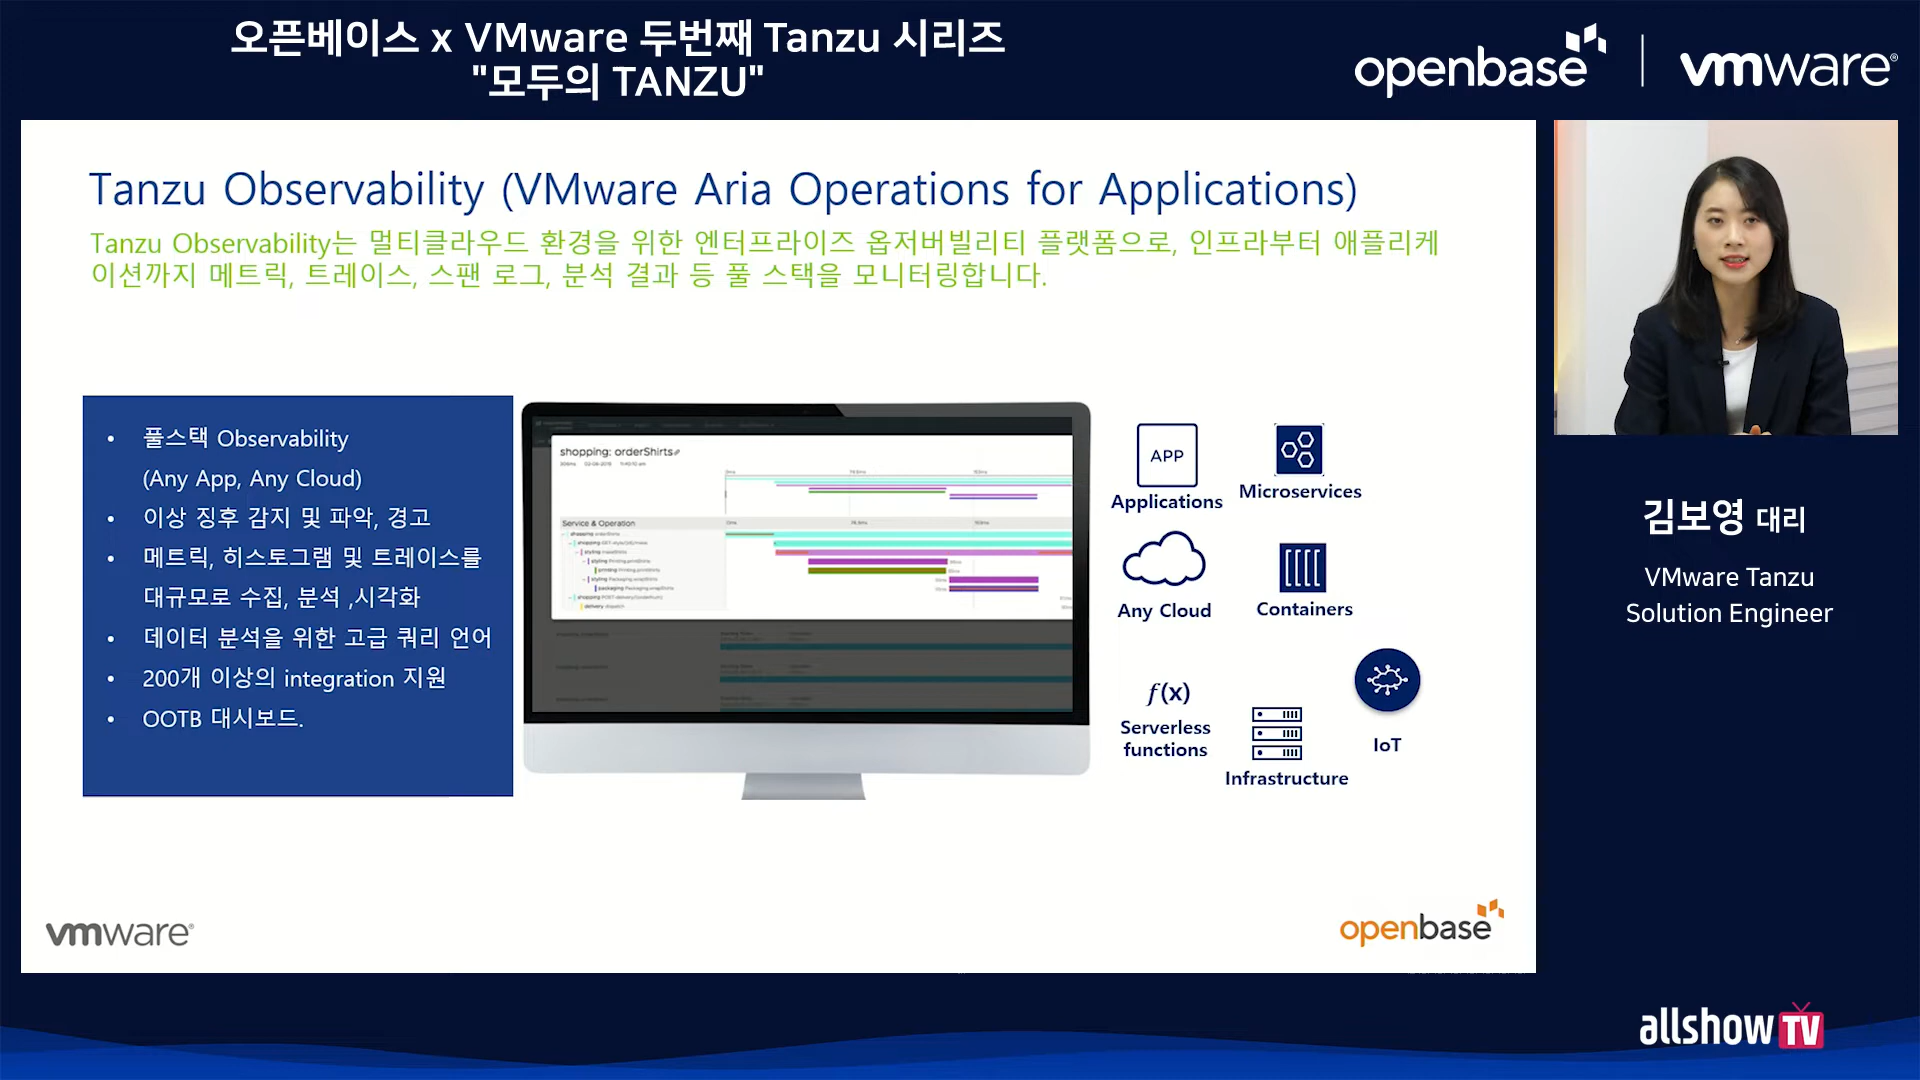 오픈베이스 x VMware 두번째 Tanzu 시리즈
"모두의 TANZU"
openbase
vmware®
Tanzu Observability (VMware Aria Operations for Applications)
Tanzu Observability는 멀티클라우드 환경을 위한 엔터프라이즈 옵저버빌리티 플랫폼으로, 인프라부터 애플리케
이션까지 메트릭, 트레이스, 스팬 로그, 분석 결과 등 풀 스택을 모니터링합니다.
• 풀스택 Observability
(Any App, Any Cloud)
• 이상 징후 감지 및 파악, 경고
• 메트릭, 히스토그램 및 트레이스를
대규모로 수집, 분석 ,시각화
• 데이터 분석을 위한 고급 쿼리 언어
• 200개 이상의 integration 지원
• OOTB 대시보드.
shopping: orderShirts
Service & Operation
APP
Applications
Microservices
Any Cloud
Containers
f(x)
Serverless
functions
Infrastructure
IoT
vmware®
openbase
김보영 대리
VMware Tanzu
Solution Engineer
allshowTV